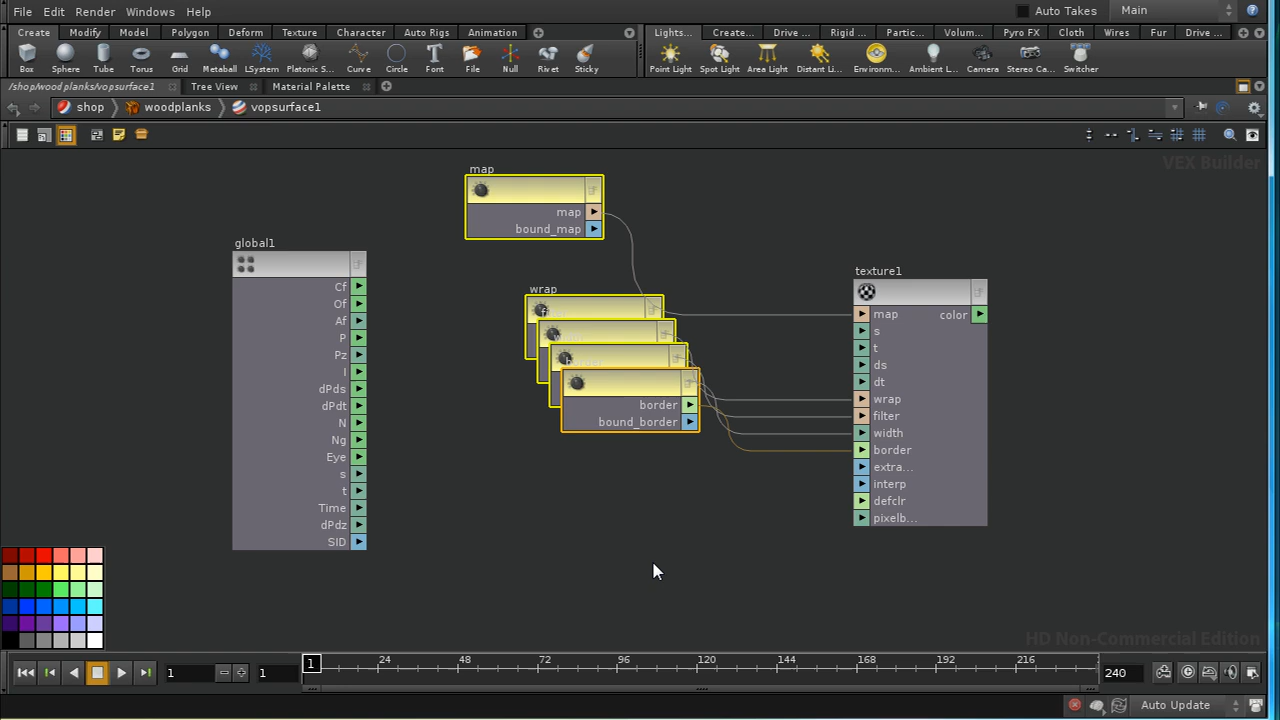 File Edit Render Windows Help Auto Takes Main
Create Modify Model Polygon Deform Texture Character Auto Rigs Animation Lights... Create... Drive ... Rigid ... Partic... Volum... Pyro FX Cloth Wires Fur Drive ...
Box Sphere Tube Torus Grid Metaball LSystem Platonic S... Curve Circle Font File Null Rivet Sticky Point Light Spot Light Area Light Distant Li... Environm... Ambient L... Camera Stereo Ca... Switcher
/shop/woodplanks/vopsurface1 Tree View Material Palette
shop woodplanks vopsurface1
VEX Builder
map
map
bound_map
global1
Cf
Of
Af
P
Pz
I
dPds
dPdt
N
Ng
Eye
s
t
Time
dPdz
SID
wrap
border
bound_border
texture1
map color
s
t
ds
dt
wrap
filter
width
border
extra...
interp
defclr
pixelb...
HD Non-Commercial Edition
1 1 1 24 48 72 96 120 144 168 192 216 240
Auto Update